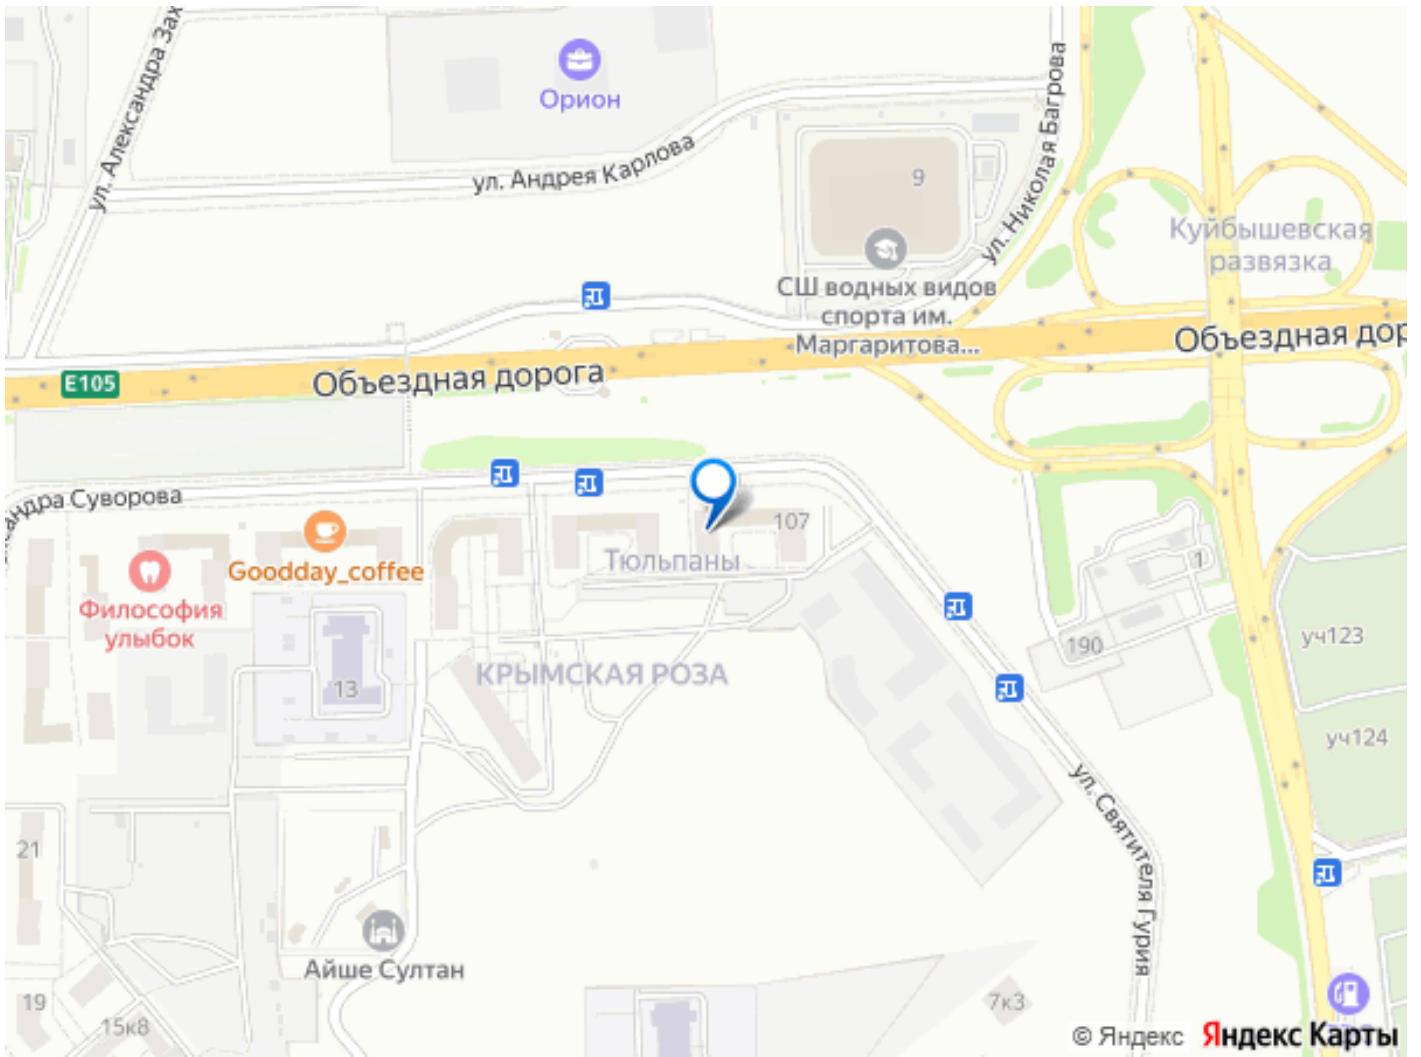 ул. Александра Зах
Орион
ул. Андрея Карлова
9
ул. Николая Багрова
Куйбышевская
развязка
СШ водных видов
спорта им.
Маргаритова...
Объездная дор
E105
Объездная дорога
ксандра Суворова
107
Тюльпаны
Goodday_coffee
Философия
улыбок
1
190
уч123
КРЫМСКАЯ РОЗА
13
уч124
ул. Святителя Гурия
21
Айше Султан
19
15к8
7к3
© Яндекс Яндекс Карты